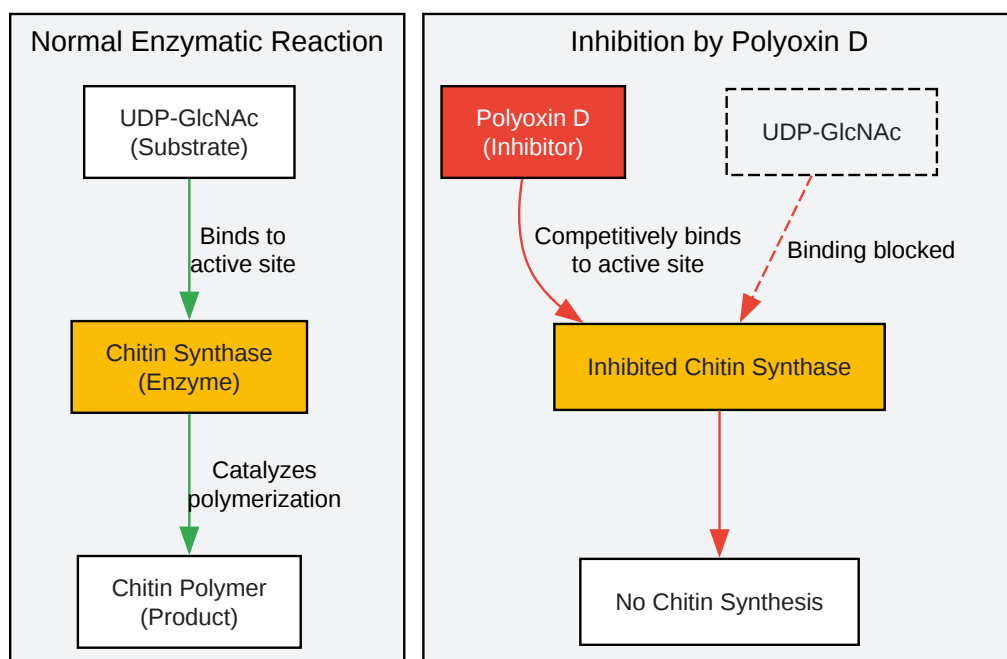 Normal Enzymatic Reaction
UDP-GlcNAc
(Substrate)
Binds to
active site
Chitin Synthase
(Enzyme)
Catalyzes
polymerization
Chitin Polymer
(Product)
Inhibition by Polyoxin D
Polyoxin D
(Inhibitor)
UDP-GlcNAc
Competitively binds
to active site
Binding blocked
Inhibited Chitin Synthase
No Chitin Synthesis